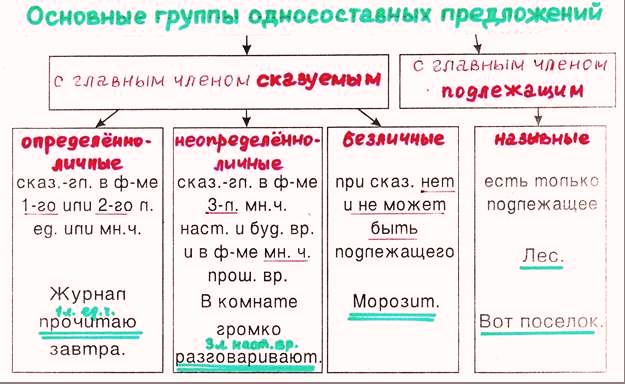 Основные группы односоставных предложений
с главным членом сказуемым
с главным членом
подлежащим
определённо-
личные
сказ.-гл. в ф-ме
1-го или 2-го п.
ед. или мн.ч.
Журнал
1л. ед.ч.
прочитаю
завтра.
неопределённо-
личные
сказ.-гл. в ф-ме
3-п. мн.ч.
наст. и буд. вр.
и в ф-ме мн. ч.
прош. вр.
В комнате
громко
3л наст.вр.
разговаривают.
безличные
при сказ. нет
и не может
быть
подлежащего
Морозит.
назывные
есть только
подлежащее
Лес.
Вот поселок.